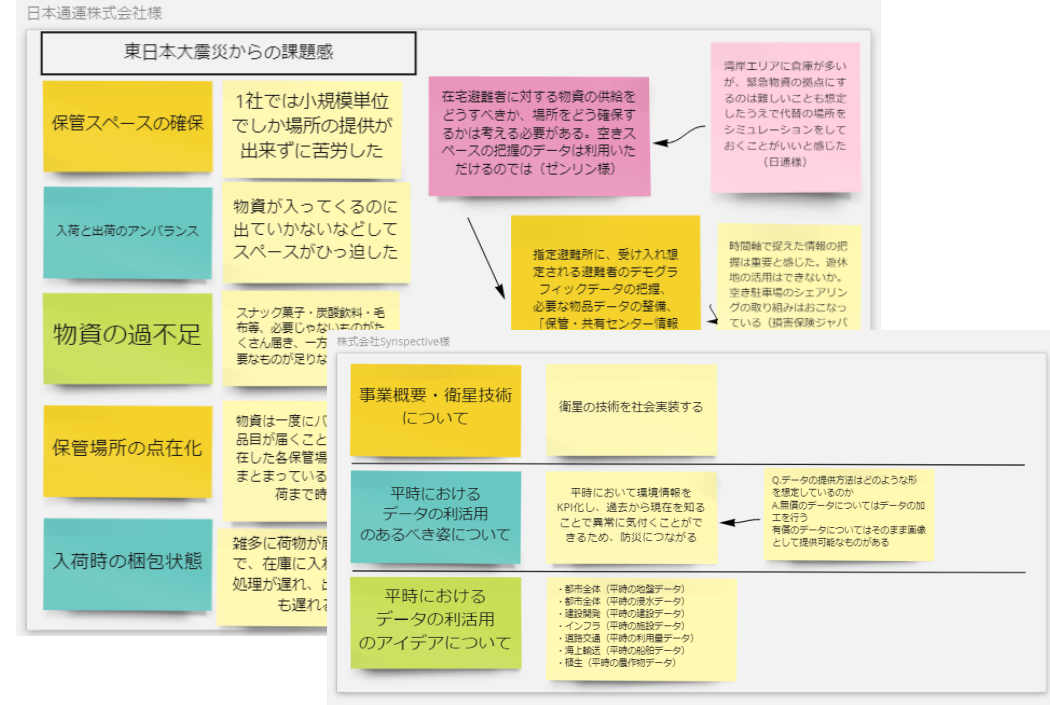 日本通運株式会社様
東日本大震災からの課題感
保管スペースの確保
1社では小規模単位
でしか場所の提供が
出来ずに苦労した
入荷と出荷のアンバランス
物資が入ってくるのに
出ていかないなどして
スペースがひっ迫した
物資の過不足
スナック菓子・炭酸飲料・毛
布等、必要じゃないものがた
くさん届き、一方
要なものが足りな
保管場所の点在化
物資は一度にバ
品目が届くこと
在した各保管場
まとまっている
荷まで時
入荷時の梱包状態
雑多に荷物が届
で、在庫に入れ
処理が遅れ、出
も遅れる
在宅避難者に対する物資の供給を
どうすべきか、場所をどう確保す
るかは考える必要がある。空きス
ペースの把握のデータは利用いた
だけるのでは（ゼンリン様）
湾岸エリアに倉庫が多い
が、緊急物資の拠点にす
るのは難しいことも想定
したうえで代替の場所を
シミュレーションをして
おくことがいいと感じた
（日通様）
指定避難所に、受け入れ想
定される避難者のデモグラ
フィックデータの把握、
必要な物品データの整備、
「保管・共有センター情報
時間軸で捉えた情報の把
握は重要と感じた。遊休
地の活用はできないか。
空き駐車場のシェアリン
グの取り組みはおこなっ
ている（損害保険ジャパ
株式会社Synspective様
事業概要・衛星技術
について
衛星の技術を社会実装する
平時における
データの利活用
のあるべき姿について
平時において環境情報を
KPI化し、過去から現在を知る
ことで異常に気付くことがで
きるため、防災につながる
Q.データの提供方法はどのような形
を想定しているのか
A.無償のデータについてはデータの加
工を行う
有償のデータについてはそのまま画像
として提供可能なものがある
平時における
データの利活用
のアイデアについて
・都市全体（平時の地盤データ）
・都市全体（平時の浸水データ）
・建設開発（平時の建設データ）
・インフラ（平時の施設データ）
・道路交通（平時の利用量データ）
・海上輸送（平時の船舶データ）
・植生（平時の農作物データ）